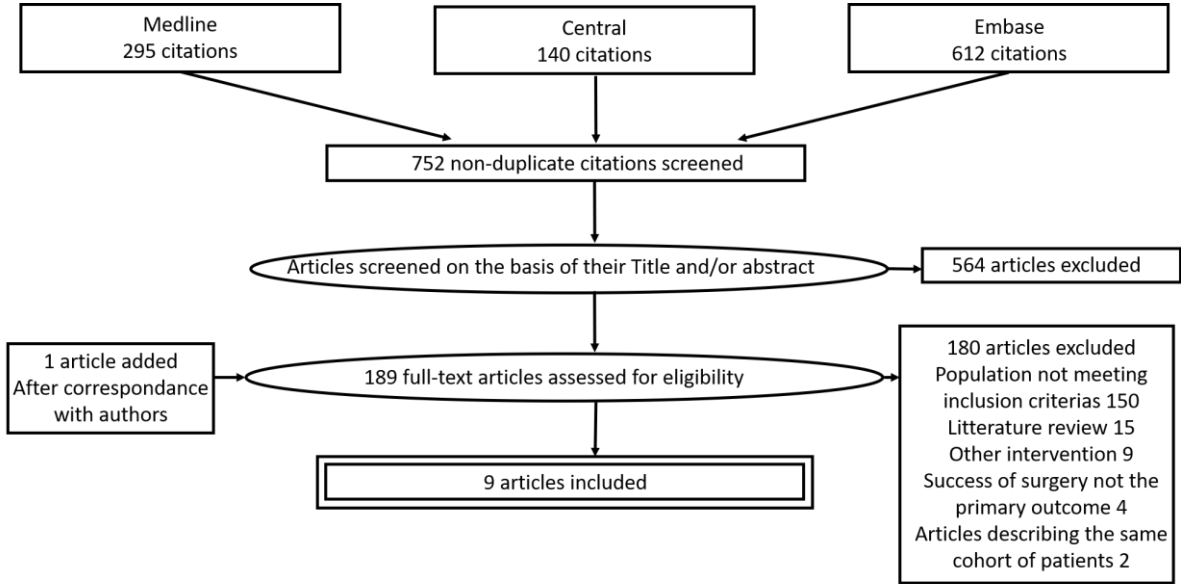 Medline
295 citations
Central
140 citations
Embase
612 citations
752 non-duplicate citations screened
Articles screened on the basis of their Title and/or abstract
564 articles excluded
1 article added
After correspondance
with authors
189 full-text articles assessed for eligibility
180 articles excluded
Population not meeting
inclusion criterias 150
Litterature review 15
Other intervention 9
Success of surgery not the
primary outcome 4
Articles describing the same
cohort of patients 2
9 articles included